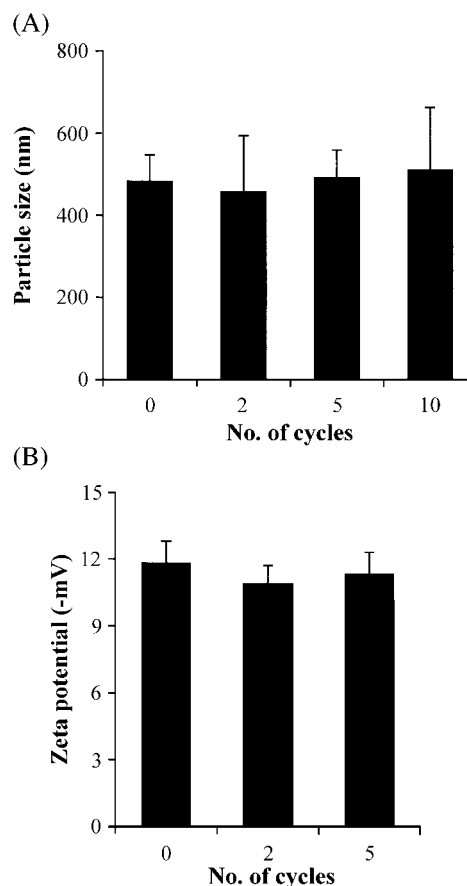 (A)
800
600
400
200
0
Particle size (nm)
0 2 5 10
No. of cycles
(B)
15
12
9
6
3
0
Zeta potential (-mV)
0 2 5
No. of cycles